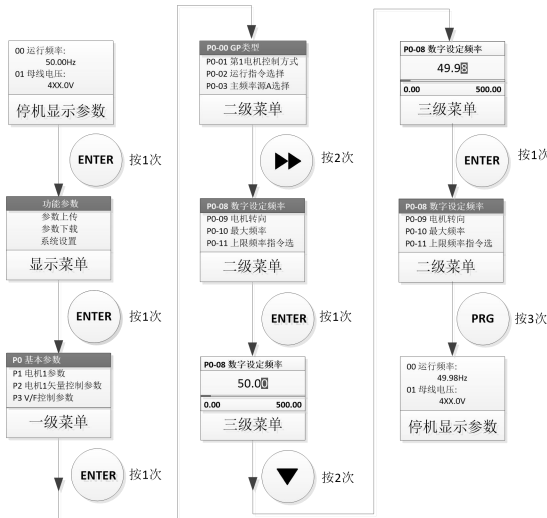 00 运行频率:
50.00Hz
01 母线电压:
4XX.0V
停机显示参数
ENTER 按1次
功能参数
参数上传
参数下载
系统设置
显示菜单
ENTER 按1次
P0 基本参数
P1 电机1参数
P2 电机1矢量控制参数
P3 V/F控制参数
一级菜单
ENTER 按1次
P0-00 GP类型
P0-01 第1电机控制方式
P0-02 运行指令选择
P0-03 主频率源A选择
二级菜单
按2次
P0-08 数字设定频率
P0-09 电机转向
P0-10 最大频率
P0-11 上限频率指令选
二级菜单
ENTER 按1次
P0-08 数字设定频率
50.00
0.00 500.00
三级菜单
按2次
P0-08 数字设定频率
49.98
0.00 500.00
三级菜单
ENTER 按1次
P0-08 数字设定频率
P0-09 电机转向
P0-10 最大频率
P0-11 上限频率指令选
二级菜单
PRG 按3次
00 运行频率:
49.98Hz
01 母线电压:
4XX.0V
停机显示参数